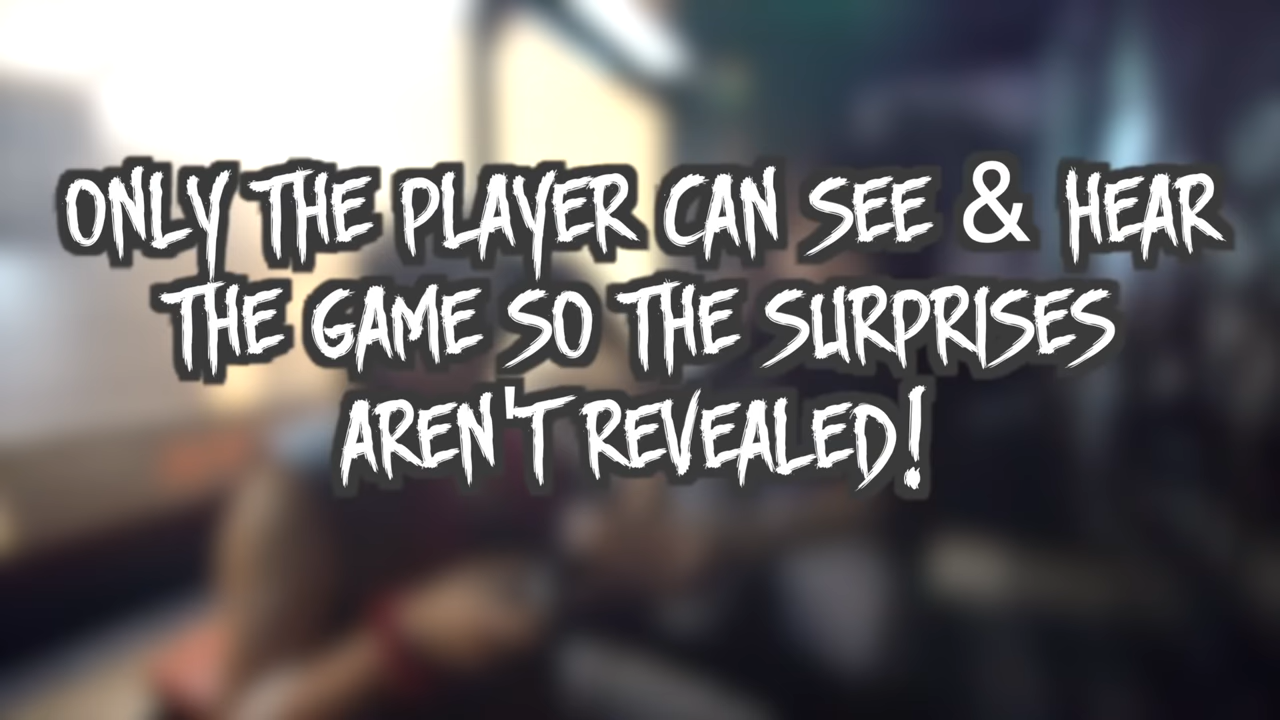 ONLY THE PLAYER CAN SEE & HEAR
THE GAME SO THE SURPRISES
AREN'T REVEALED!